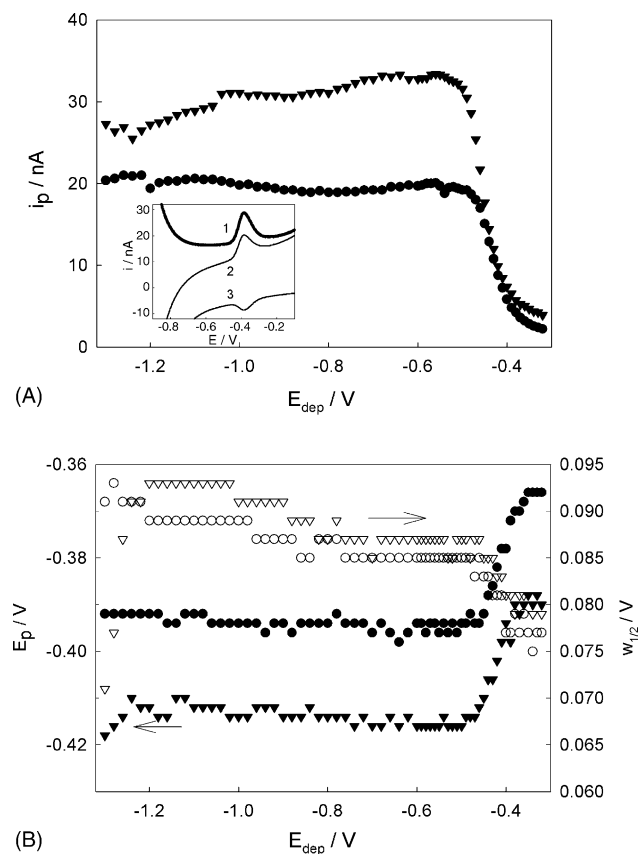 40
30
20
10
0
i_p / nA
30
20
10
0
-10
i / nA
1
2
3
-0.8 -0.6 -0.4 -0.2
E / V
-1.2 -1.0 -0.8 -0.6 -0.4
(A)
E_dep / V
-0.36
-0.38
-0.40
-0.42
E_p / V
0.095
0.090
0.085
0.080
0.075
0.070
0.065
0.060
w_1/2 / V
-1.2 -1.0 -0.8 -0.6 -0.4
(B)
E_dep / V